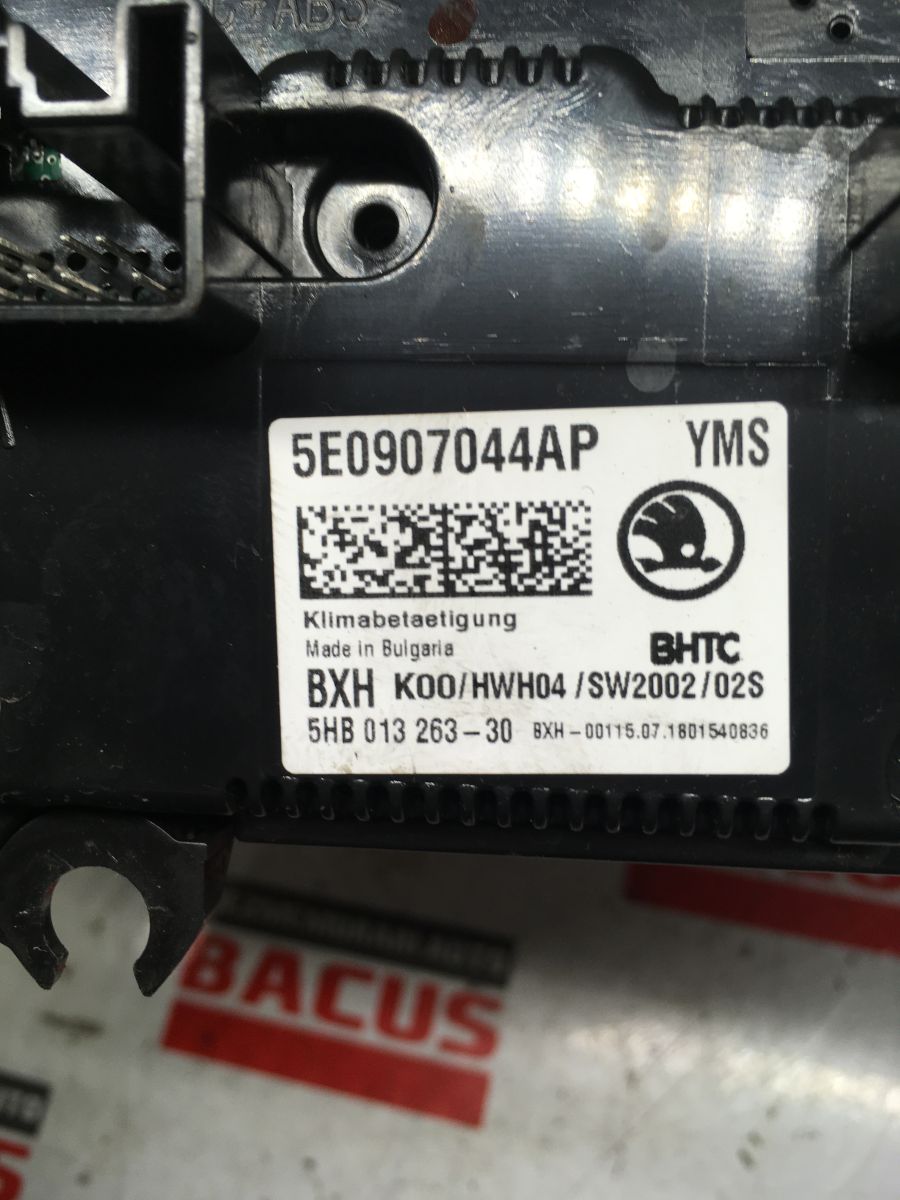 5E0907044AP YMS
Klimabetaetigung
Made in Bulgaria
BHTC
BXH K00/HWH04 /SW2002/02S
5HB 013 263-30 BXH-00115.07.1801540836
BACUS